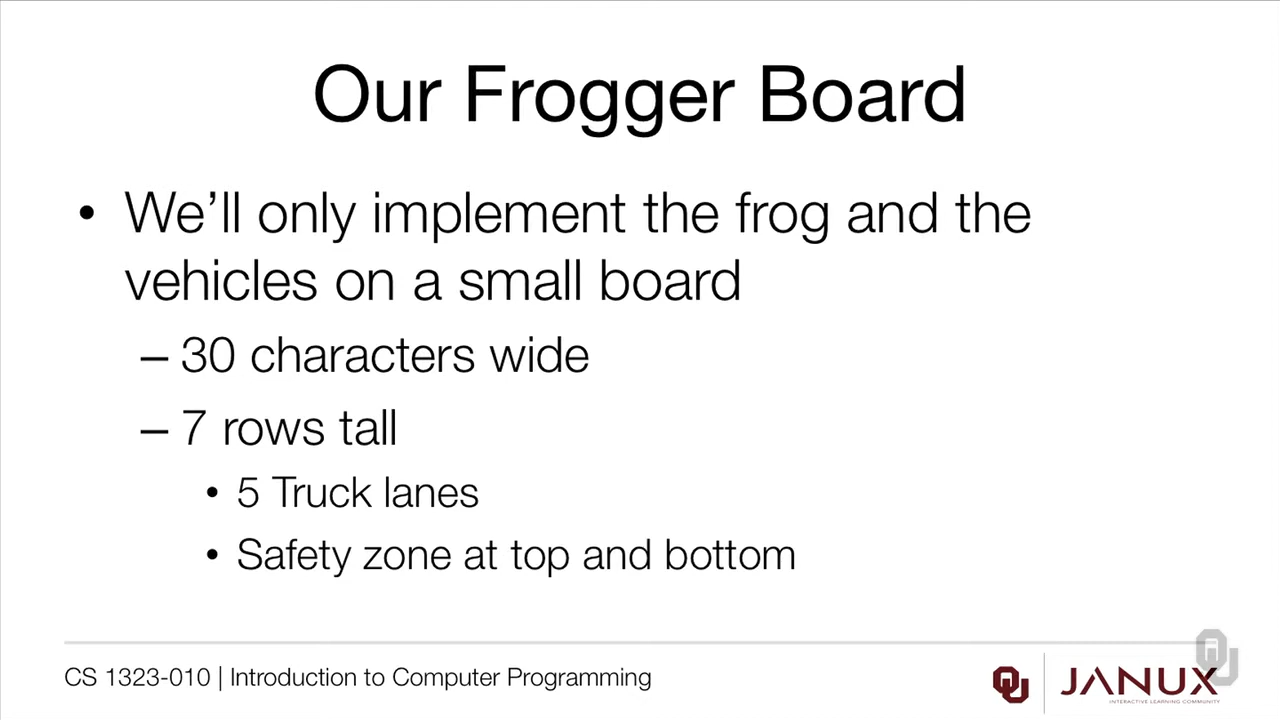 Our Frogger Board
• We’ll only implement the frog and the
vehicles on a small board
– 30 characters wide
– 7 rows tall
• 5 Truck lanes
• Safety zone at top and bottom
CS 1323-010 | Introduction to Computer Programming
OU
JANUX
INTERACTIVE LEARNING COMMUNITY
OU